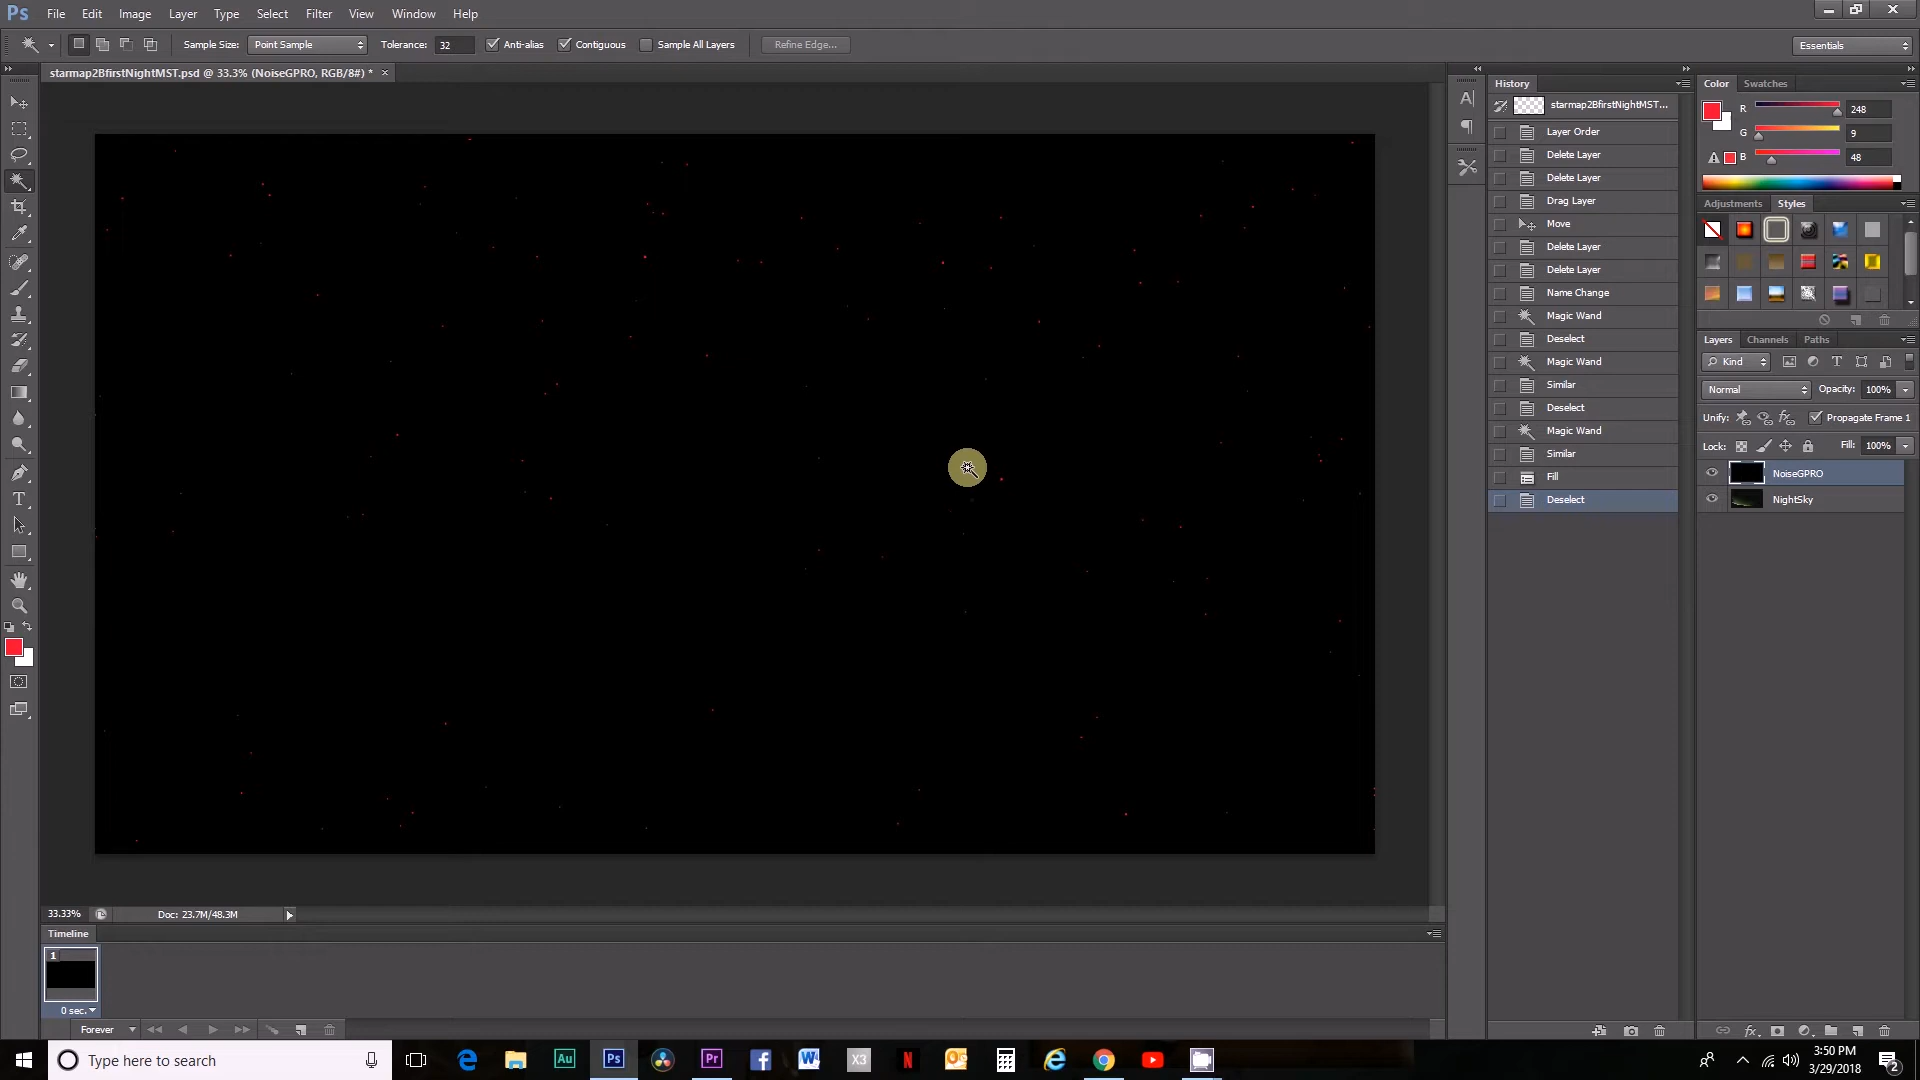 Ps File Edit Image Layer Type Select Filter View Window Help
Sample Size: Point Sample Tolerance: 32 Anti-alias Contiguous Sample All Layers Refine Edge... Essentials
starmap2BfirstNightMST.psd @ 33.3% (NoiseGPRO, RGB/8#) * ×
History
starmap2BfirstNightMST...
Layer Order
Delete Layer
Delete Layer
Drag Layer
Move
Delete Layer
Delete Layer
Name Change
Magic Wand
Deselect
Magic Wand
Similar
Deselect
Magic Wand
Similar
Fill
Deselect
Color Swatches
R 248
G 9
B 48
Adjustments Styles
Layers Channels Paths
Kind
Normal Opacity: 100%
Unify: Propagate Frame 1
Lock: Fill: 100%
NoiseGPRO
NightSky
33.33% Doc: 23.7M/48.3M
Timeline
1
0 sec.
Forever
Type here to search
Au
Ps
Pr
X3
N
3:50 PM
3/29/2018
2